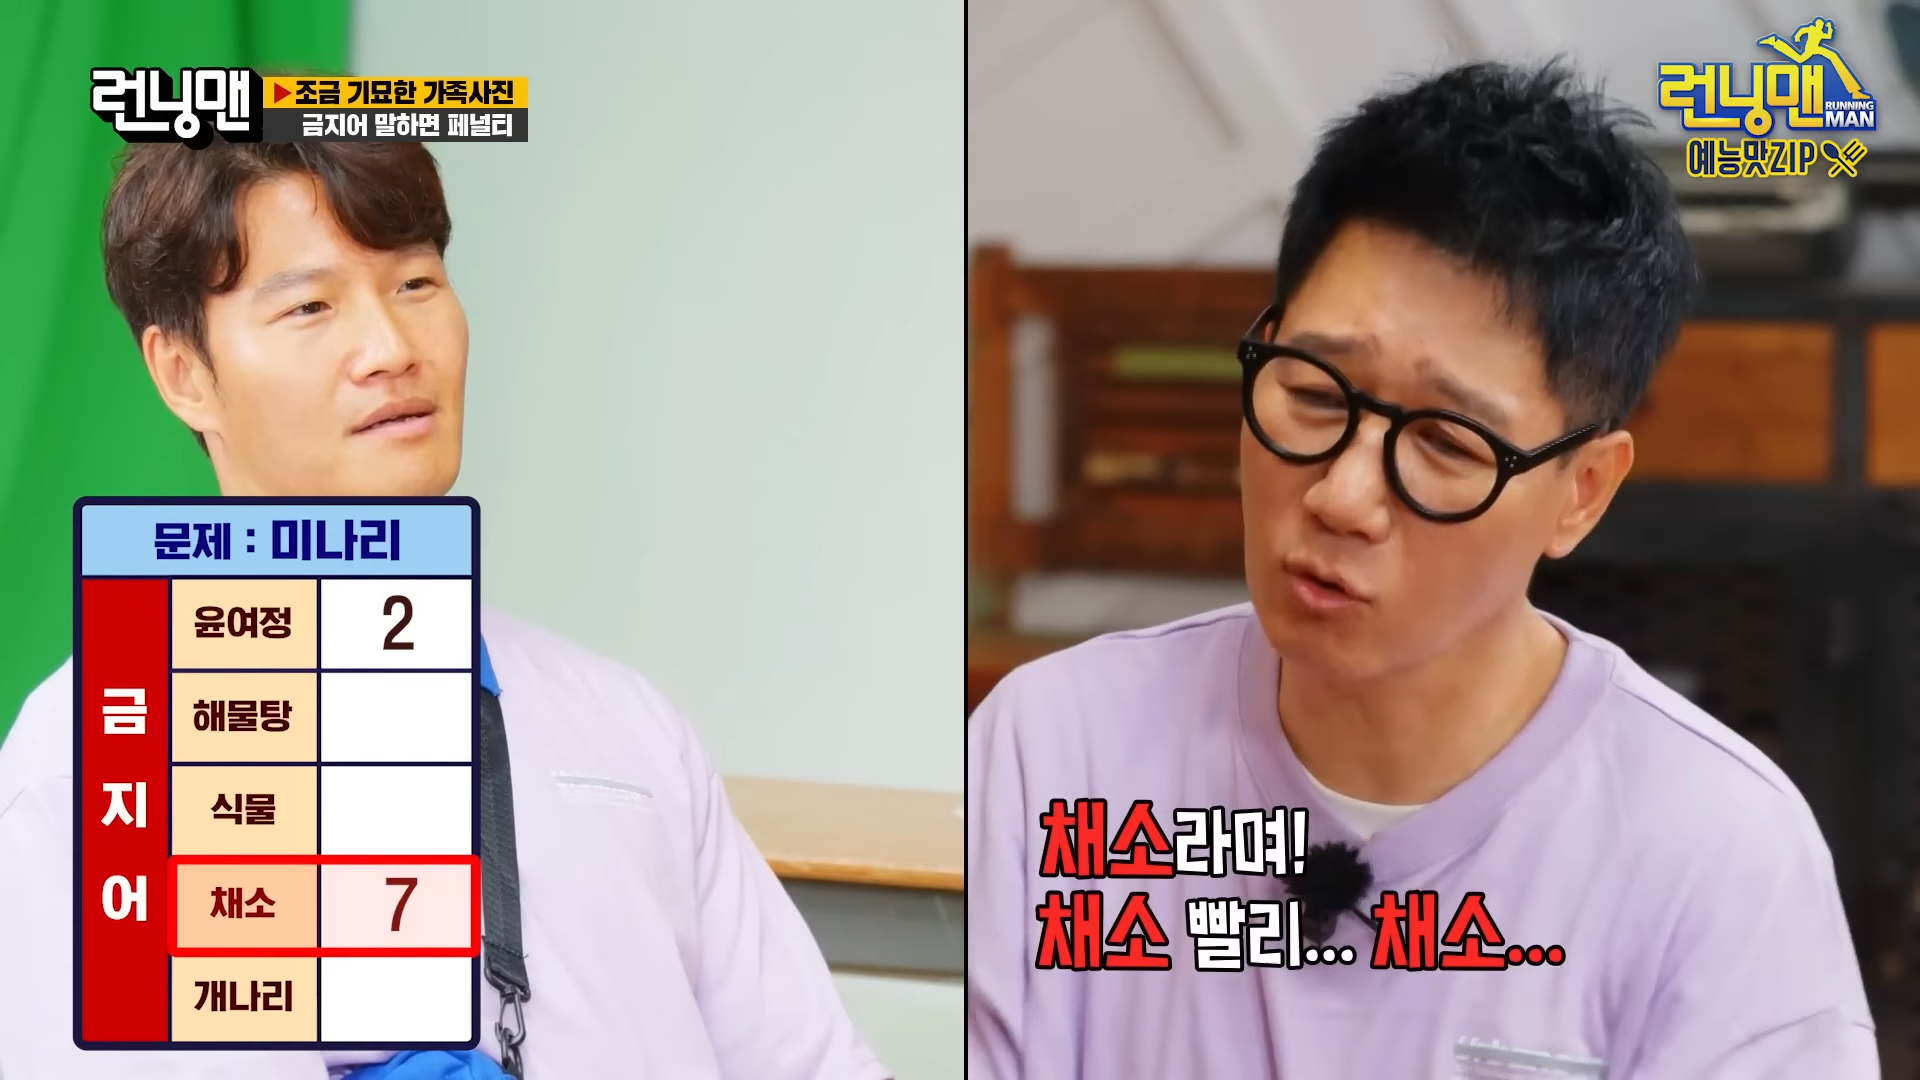 런닝맨
▶조금 기묘한 가족사진
금지어 말하면 페널티
런닝맨
RUNNING
MAN
예능맛ZIP
문제 : 미나리
금지어
윤여정 2
해물탕
식물
채소 7
개나리
채소라며!
채소 빨리... 채소...